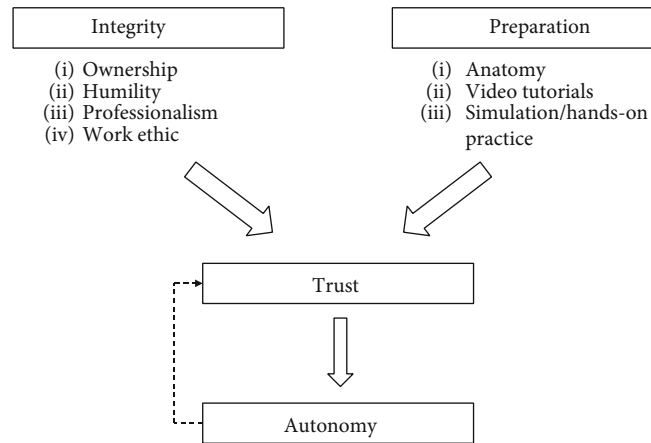 Integrity
(i) Ownership
(ii) Humility
(iii) Professionalism
(iv) Work ethic
Preparation
(i) Anatomy
(ii) Video tutorials
(iii) Simulation/hands-on
practice
Trust
Autonomy